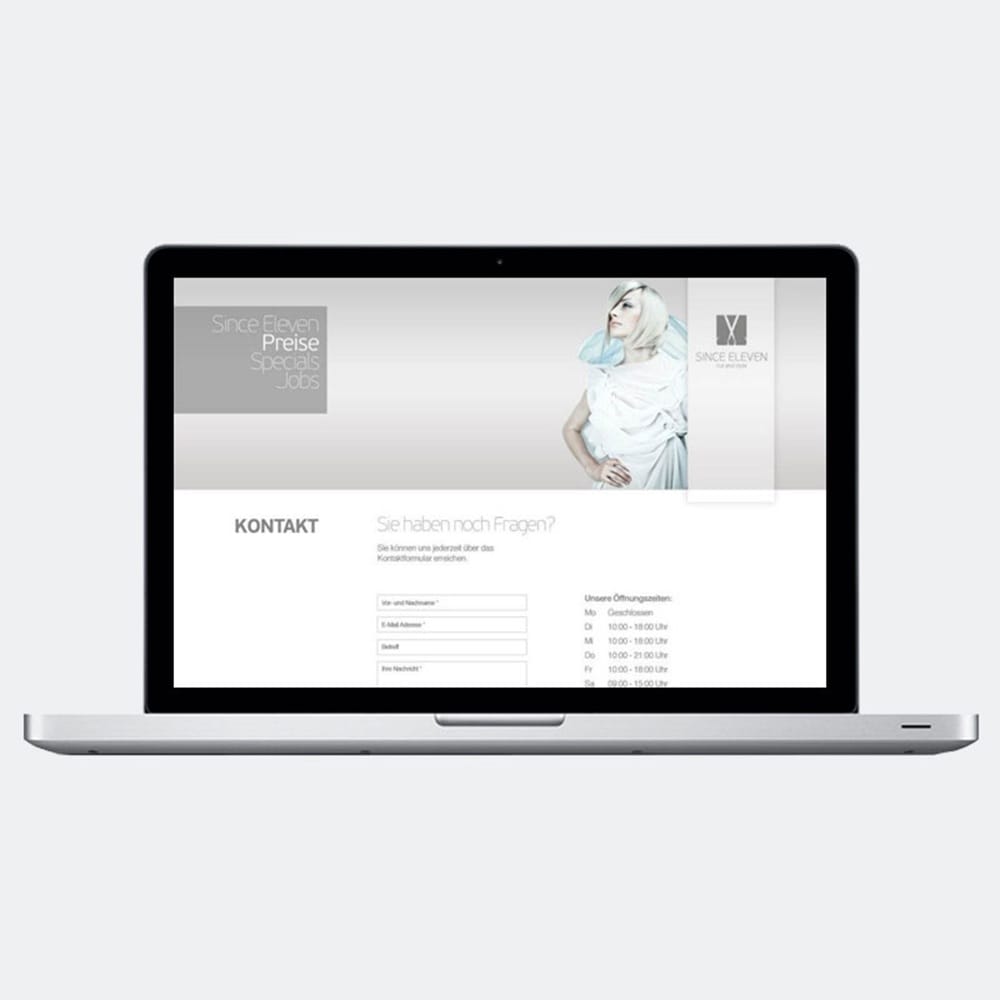 Since Eleven
Preise
Specials
Jobs
SINCE ELEVEN
KONTAKT
Sie haben noch Fragen?
Sie können uns jederzeit über das
Kontaktformular erreichen.
Vor- und Nachname *
E-Mail Adresse *
Betreff
Ihre Nachricht *
Unsere Öffnungszeiten:
Mo Geschlossen
Di 10:00 - 18:00 Uhr
Mi 10:00 - 18:00 Uhr
Do 10:00 - 21:00 Uhr
Fr 10:00 - 18:00 Uhr
Sa 09:00 - 15:00 Uhr